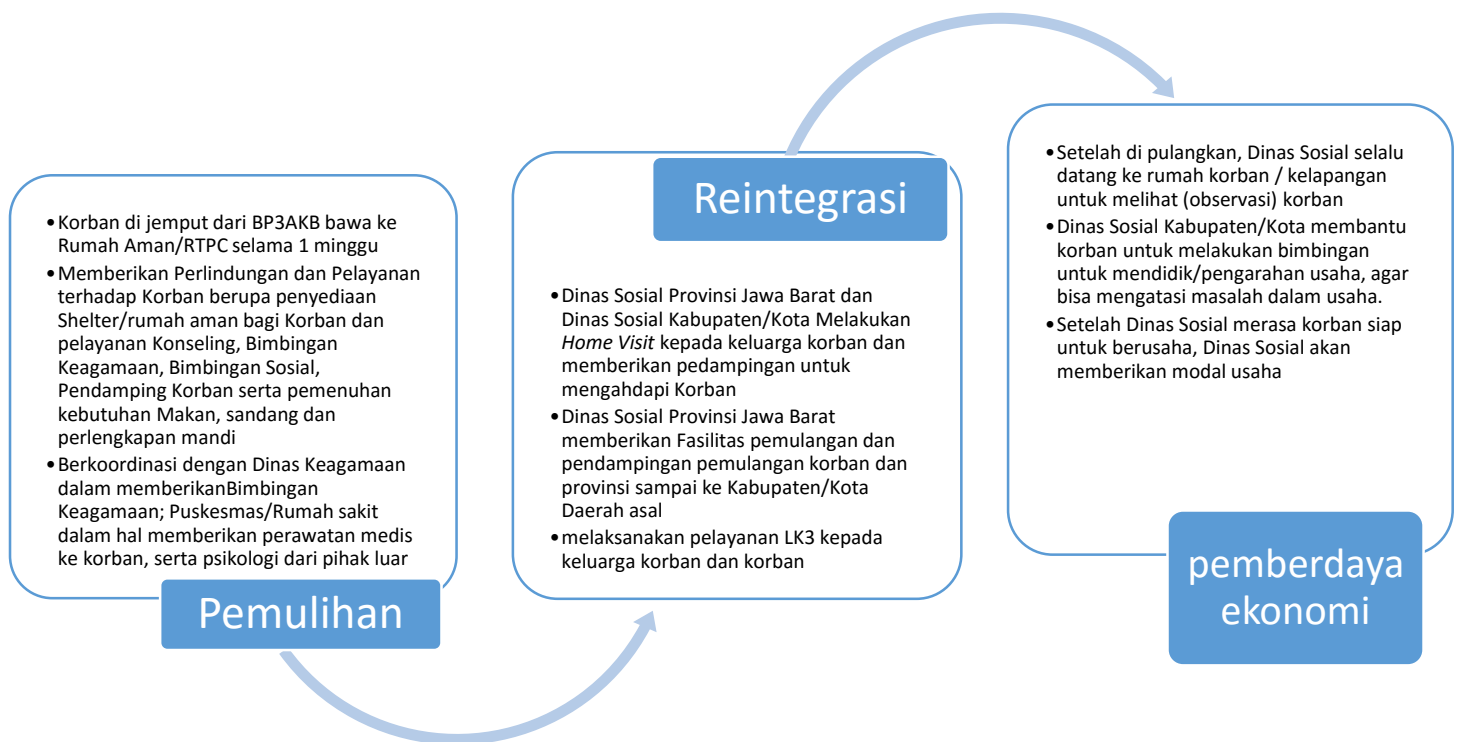 •Korban di jemput dari BP3AKB bawa ke
Rumah Aman/RTPC selama 1 minggu
•Memberikan Perlindungan dan Pelayanan
terhadap Korban berupa penyediaan
Shelter/rumah aman bagi Korban dan
pelayanan Konseling, Bimbingan
Keagamaan, Bimbingan Sosial,
Pendamping Korban serta pemenuhan
kebutuhan Makan, sandang dan
perlengkapan mandi
•Berkoordinasi dengan Dinas Keagamaan
dalam memberikanBimbingan
Keagamaan; Puskesmas/Rumah sakit
dalam hal memberikan perawatan medis
ke korban, serta psikologi dari pihak luar
Pemulihan
Reintegrasi
•Dinas Sosial Provinsi Jawa Barat dan
Dinas Sosial Kabupaten/Kota Melakukan
Home Visit kepada keluarga korban dan
memberikan pedampingan untuk
mengahdapi Korban
•Dinas Sosial Provinsi Jawa Barat
memberikan Fasilitas pemulangan dan
pendampingan pemulangan korban dan
provinsi sampai ke Kabupaten/Kota
Daerah asal
•melaksanakan pelayanan LK3 kepada
keluarga korban dan korban
•Setelah di pulangkan, Dinas Sosial selalu
datang ke rumah korban / kelapangan
untuk melihat (observasi) korban
•Dinas Sosial Kabupaten/Kota membantu
korban untuk melakukan bimbingan
untuk mendidik/pengarahan usaha, agar
bisa mengatasi masalah dalam usaha.
•Setelah Dinas Sosial merasa korban siap
untuk berusaha, Dinas Sosial akan
memberikan modal usaha
pemberdaya
ekonomi